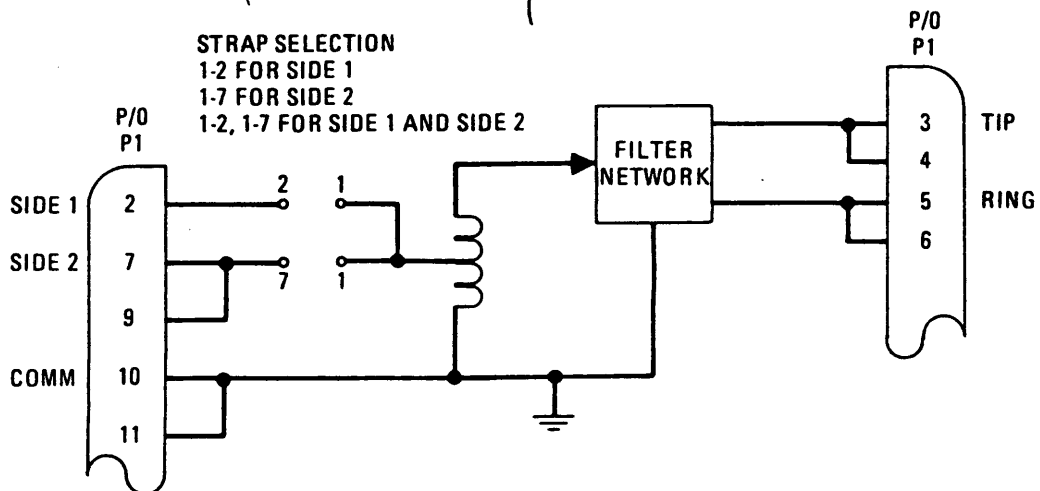 STRAP SELECTION
1-2 FOR SIDE 1
1-7 FOR SIDE 2
1-2, 1-7 FOR SIDE 1 AND SIDE 2
P/O
P1
SIDE 1 2
SIDE 2 7
9
COMM 10
11
2 1
7 1
FILTER
NETWORK
P/O
P1
3 TIP
4
5 RING
6